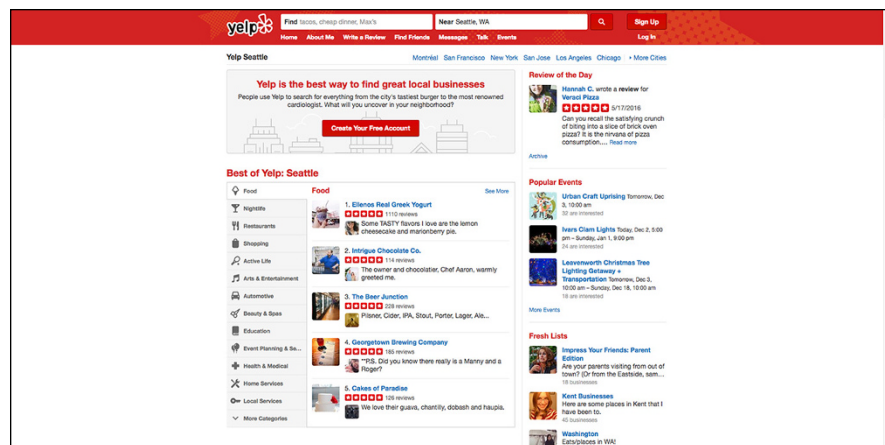 yelp
Find tacos, cheap dinner, Max's
Near Seattle, WA
Sign Up
Home About Me Write a Review Find Friends Messages Talk Events
Log In
Yelp Seattle
Montréal San Francisco New York San Jose Los Angeles Chicago + More Cities
Yelp is the best way to find great local businesses
People use Yelp to search for everything from the city's tastiest burger to the most renowned
cardiologist. What will you uncover in your neighborhood?
Create Your Free Account
Best of Yelp: Seattle
Food
Nightlife
Restaurants
Shopping
Active Life
Arts & Entertainment
Automotive
Beauty & Spas
Education
Event Planning & Se...
Health & Medical
Home Services
Local Services
More Categories
Food See More
1. Ellenos Real Greek Yogurt
1110 reviews
Some TASTY flavors I love are the lemon
cheesecake and marionberry pie.
2. Intrigue Chocolate Co.
114 reviews
The owner and chocolatier, Chef Aaron, warmly
greeted me.
3. The Beer Junction
228 reviews
Pilsner, Cider, IPA, Stout, Porter, Lager, Ale...
4. Georgetown Brewing Company
165 reviews
**P.S. Did you know there really is a Manny and a
Roger?
5. Cakes of Paradise
126 reviews
We love their guava, chantilly, dobash and haupia.
Review of the Day
Hannah C. wrote a review for
Veraci Pizza
5/17/2016
Can you recall the satisfying crunch
of biting into a slice of brick oven
pizza? It is the nirvana of pizza
consumption.... Read more
Archive
Popular Events
Urban Craft Uprising Tomorrow, Dec
3, 10:00 am
52 are interested
Ivars Clam Lights Today, Dec 2, 5:00
pm – Sunday, Jan 1, 9:00 pm
24 are interested
Leavenworth Christmas Tree
Lighting Getaway +
Transportation Tomorrow, Dec 3,
10:00 am – Sunday, Dec 18, 10:00 am
18 are interested
More Events
Fresh Lists
Impress Your Friends: Parent
Edition
Are your parents visiting from out of
town? (Or from the Eastside, sam...
18 businesses
Kent Businesses
Here are some places in Kent that I
have been to.
40 businesses
Washington
Eats/places in WA!